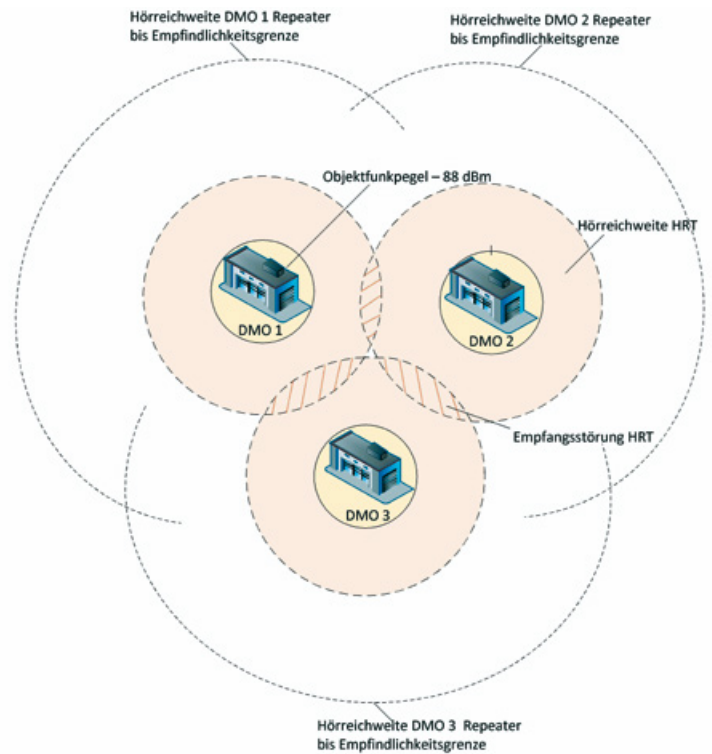 Hörreichweite DMO 1 Repeater
bis Empfindlichkeitsgrenze
Hörreichweite DMO 2 Repeater
bis Empfindlichkeitsgrenze
Objektfunkpegel – 88 dBm
Hörreichweite HRT
DMO 1
DMO 2
Empfangsstörung HRT
DMO 3
Hörreichweite DMO 3 Repeater
bis Empfindlichkeitsgrenze